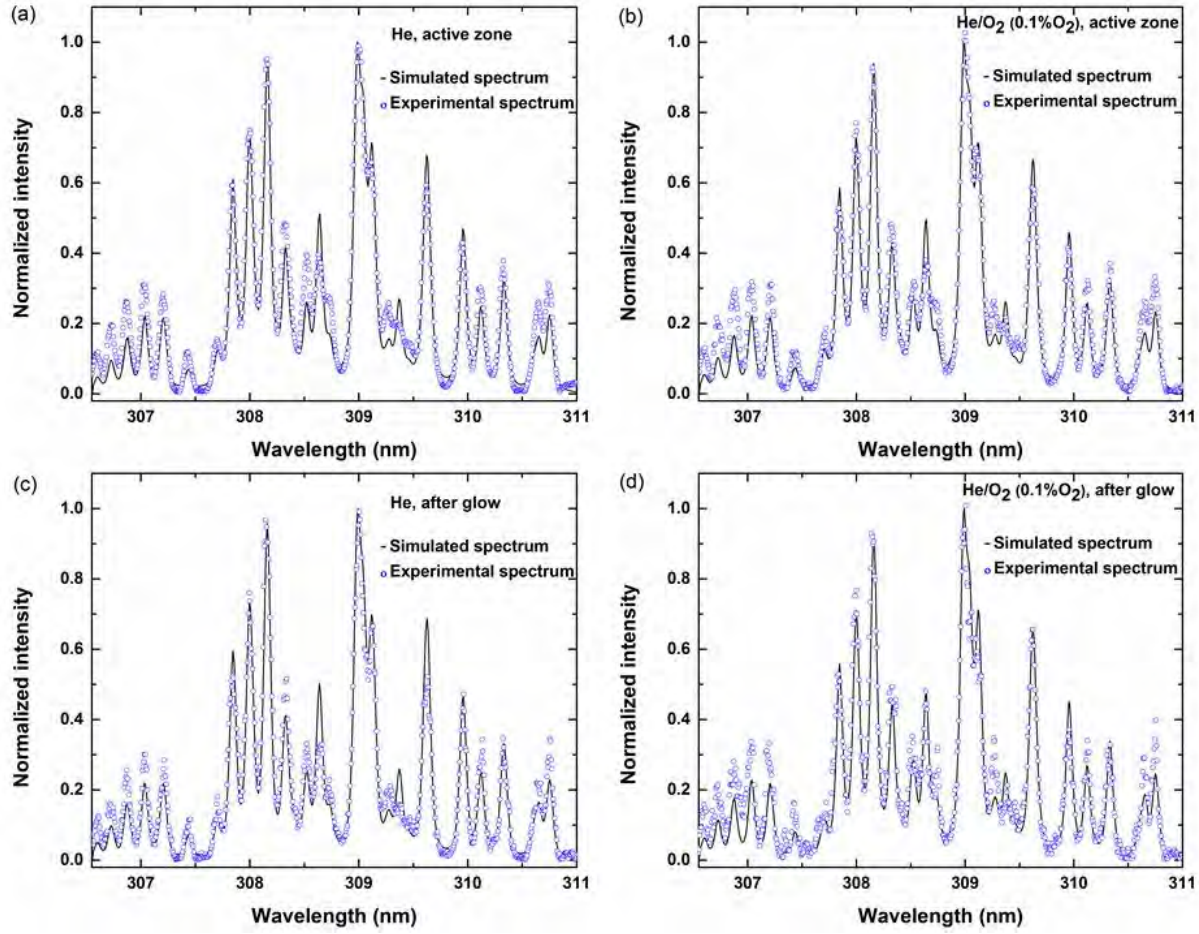 (a)
He, active zone
– Simulated spectrum
○ Experimental spectrum
Normalized intensity
1.0
0.8
0.6
0.4
0.2
0.0
307 308 309 310 311
Wavelength (nm)
(b)
He/O₂ (0.1%O₂), active zone
– Simulated spectrum
○ Experimental spectrum
Normalized intensity
1.0
0.8
0.6
0.4
0.2
0.0
307 308 309 310 311
Wavelength (nm)
(c)
He, after glow
– Simulated spectrum
○ Experimental spectrum
Normalized intensity
1.0
0.8
0.6
0.4
0.2
0.0
307 308 309 310 311
Wavelength (nm)
(d)
He/O₂ (0.1%O₂), after glow
– Simulated spectrum
○ Experimental spectrum
Normalized intensity
1.0
0.8
0.6
0.4
0.2
0.0
307 308 309 310 311
Wavelength (nm)